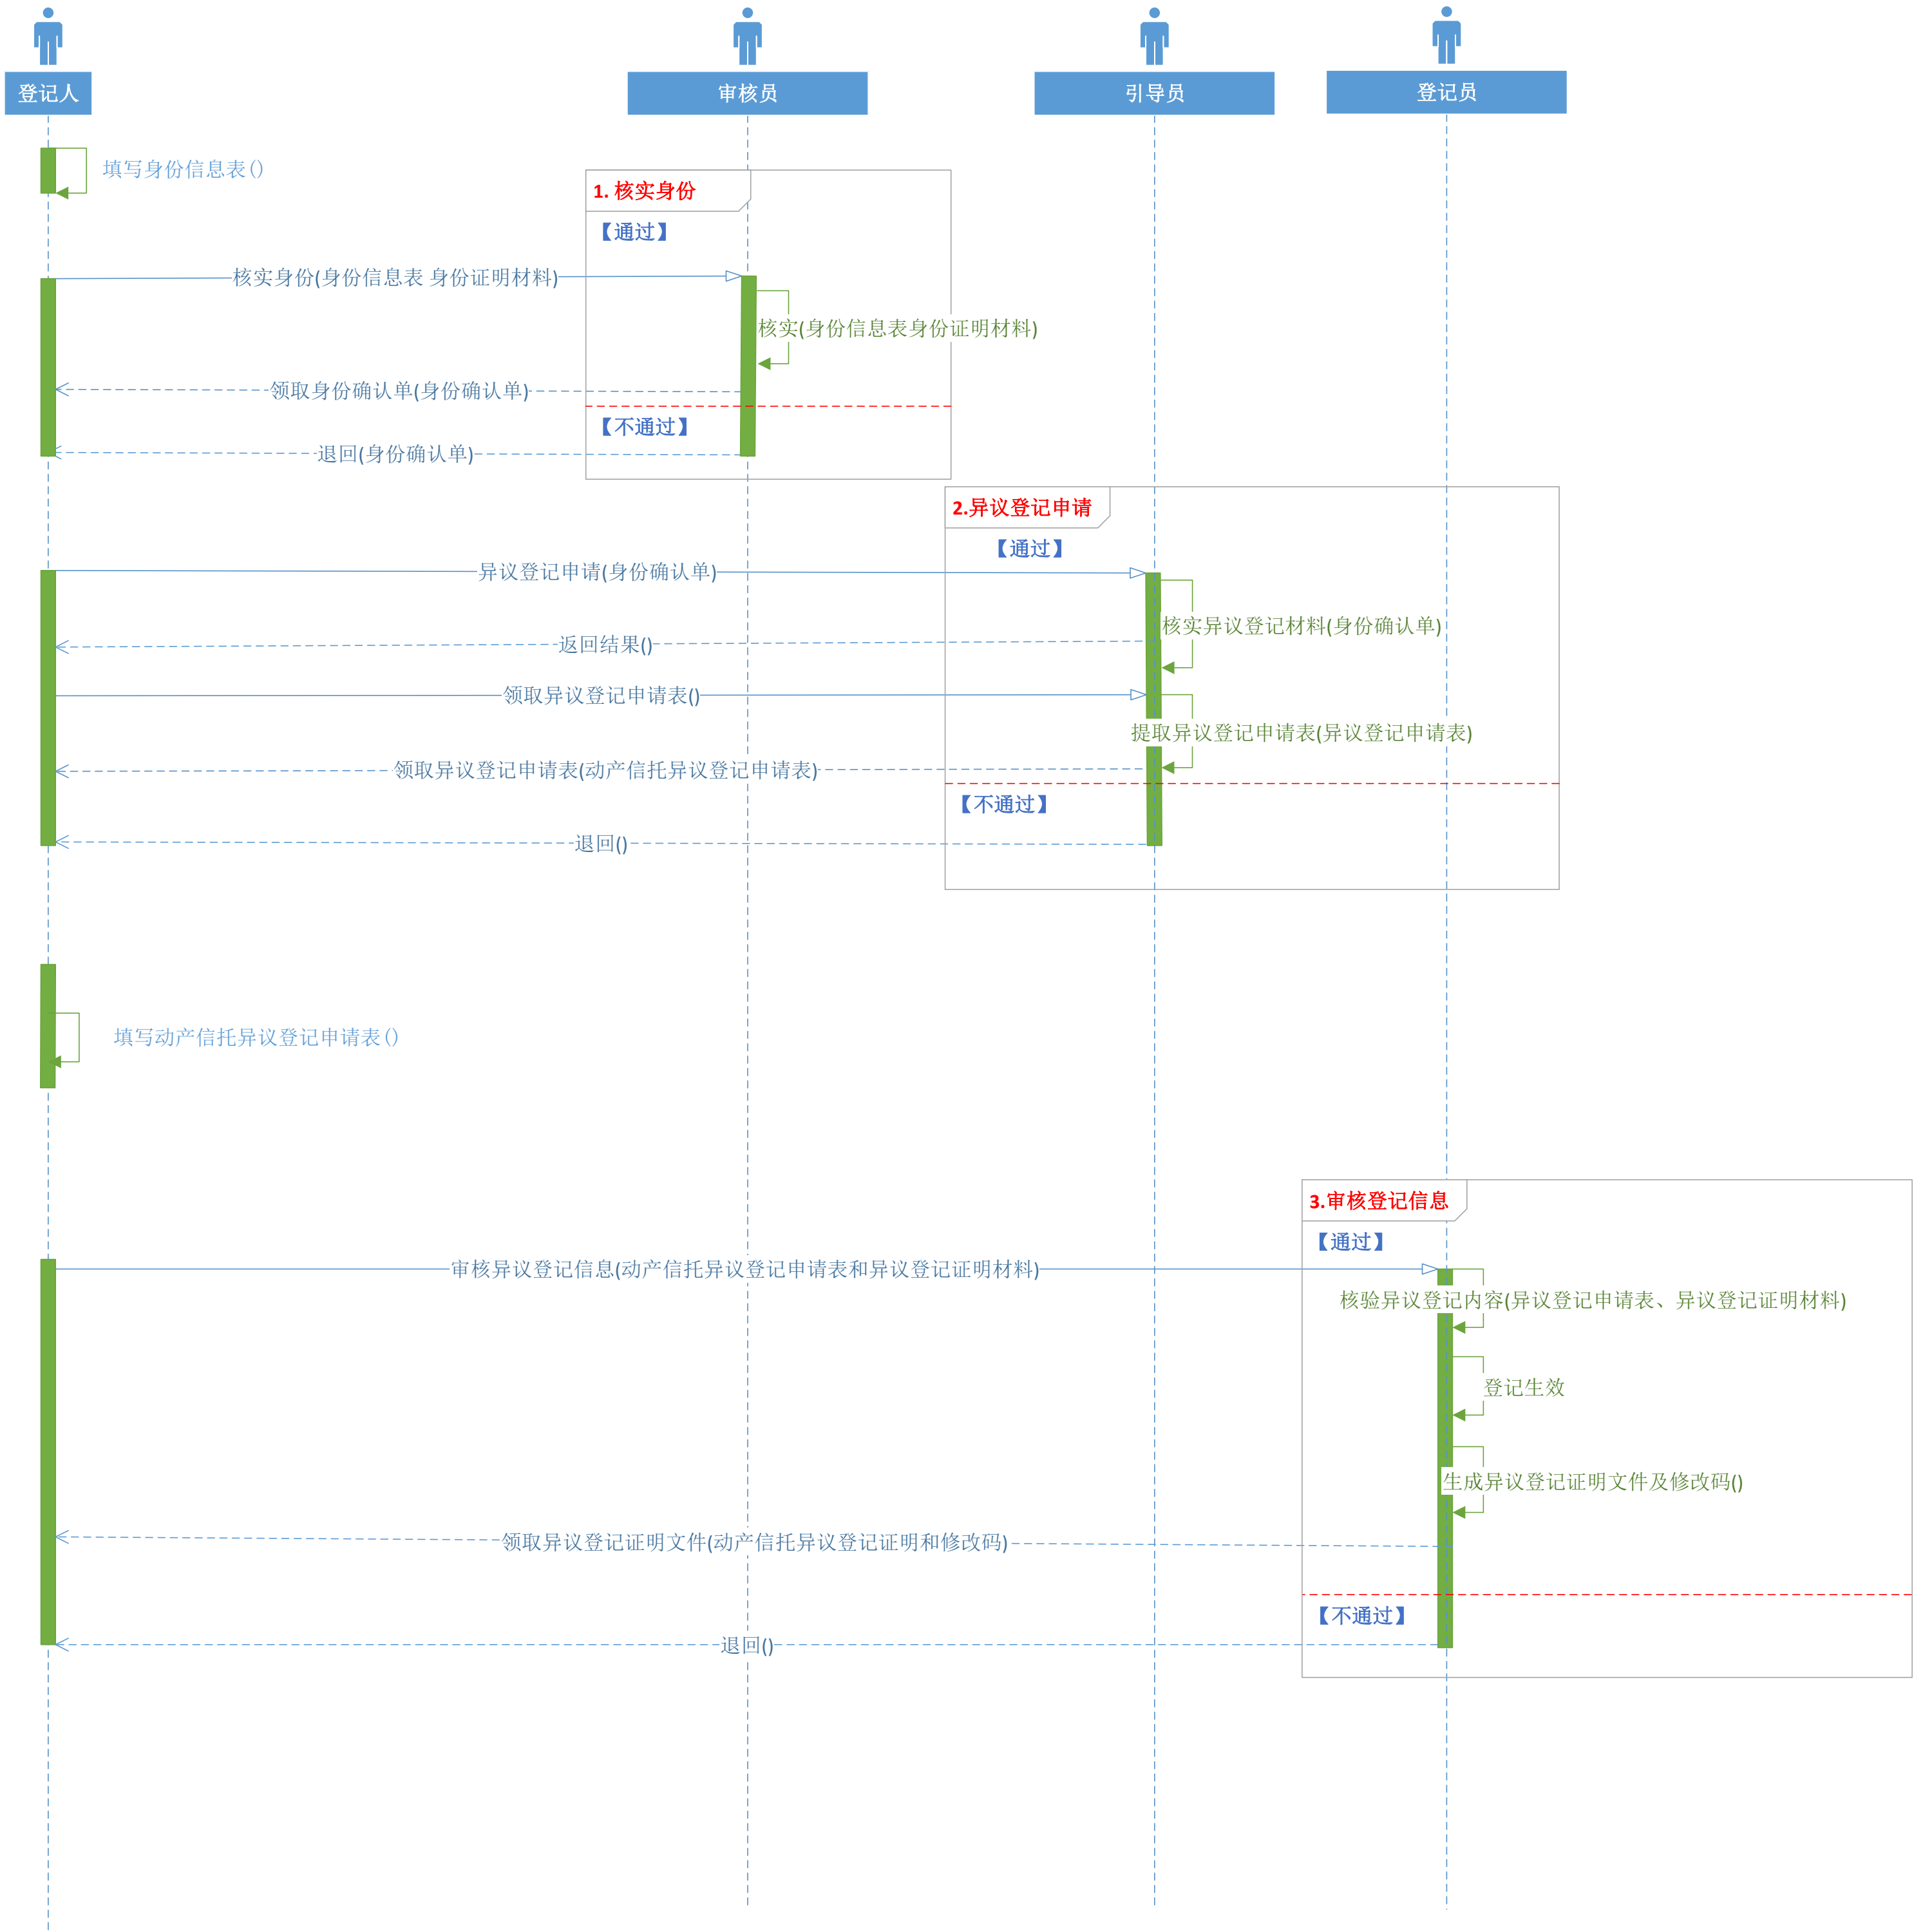 登记人
审核员
引导员
登记员
填写身份信息表()
1. 核实身份
【通过】
核实身份(身份信息表 身份证明材料)
核实(身份信息表身份证明材料)
领取身份确认单(身份确认单)
【不通过】
退回(身份确认单)
2.异议登记申请
【通过】
异议登记申请(身份确认单)
核实异议登记材料(身份确认单)
返回结果()
领取异议登记申请表()
提取异议登记申请表(异议登记申请表)
领取异议登记申请表(动产信托异议登记申请表)
【不通过】
退回()
填写动产信托异议登记申请表()
3.审核登记信息
【通过】
审核异议登记信息(动产信托异议登记申请表和异议登记证明材料)
核验异议登记内容(异议登记申请表、异议登记证明材料)
登记生效
生成异议登记证明文件及修改码()
领取异议登记证明文件(动产信托异议登记证明和修改码)
【不通过】
退回()